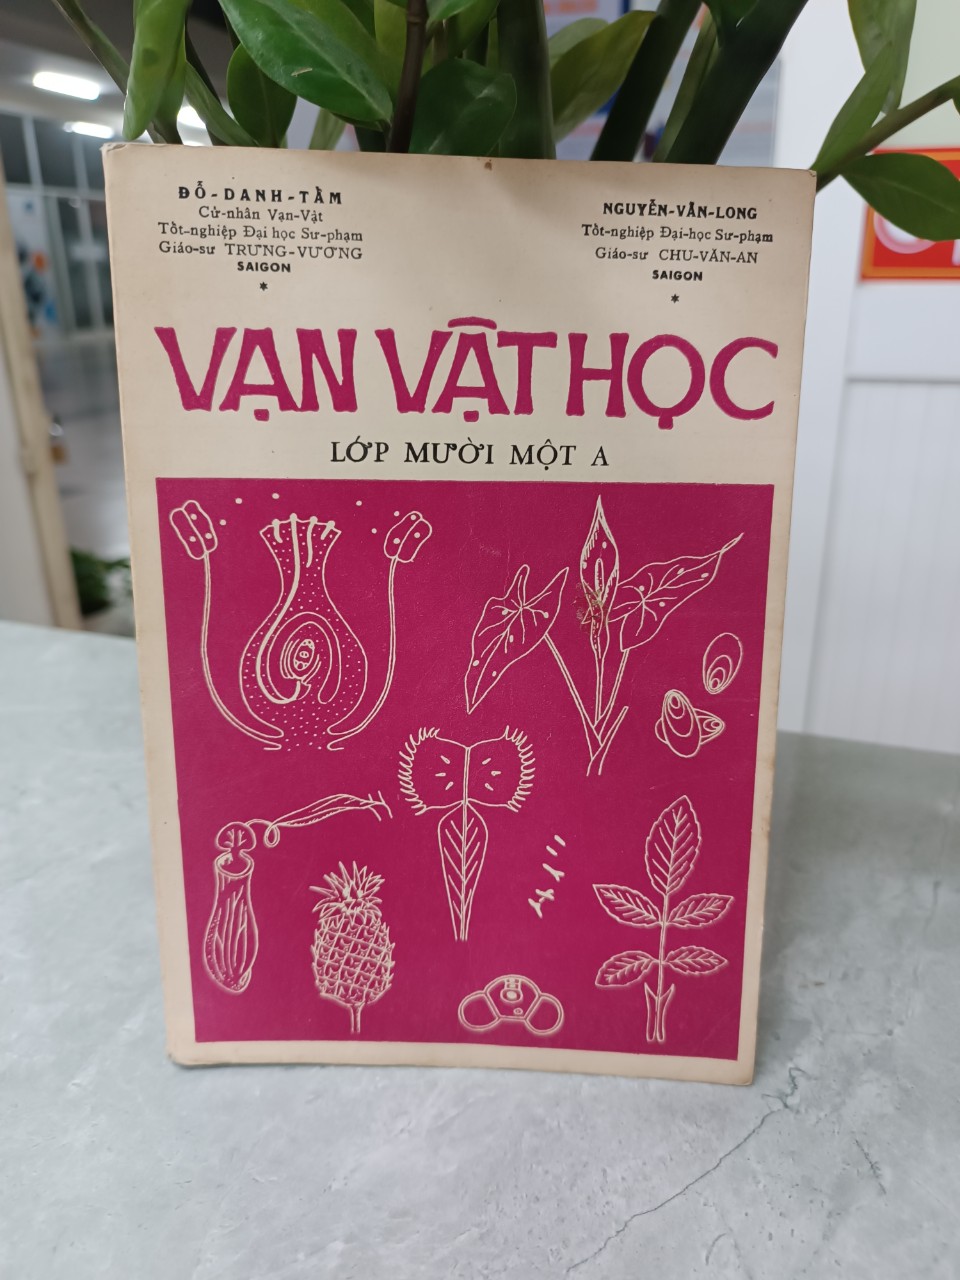 ĐỖ-DANH-TẦM
Cử-nhân Vạn-Vật
Tốt-nghiệp Đại học Sư-phạm
Giáo-sư TRƯNG-VƯƠNG
SAIGON
*
NGUYỄN-VĂN-LONG
Tốt-nghiệp Đại-học Sư-phạm
Giáo-sư CHU-VĂN-AN
SAIGON
*
VẠN VẬT HỌC
LỚP MƯỜI MỘT A